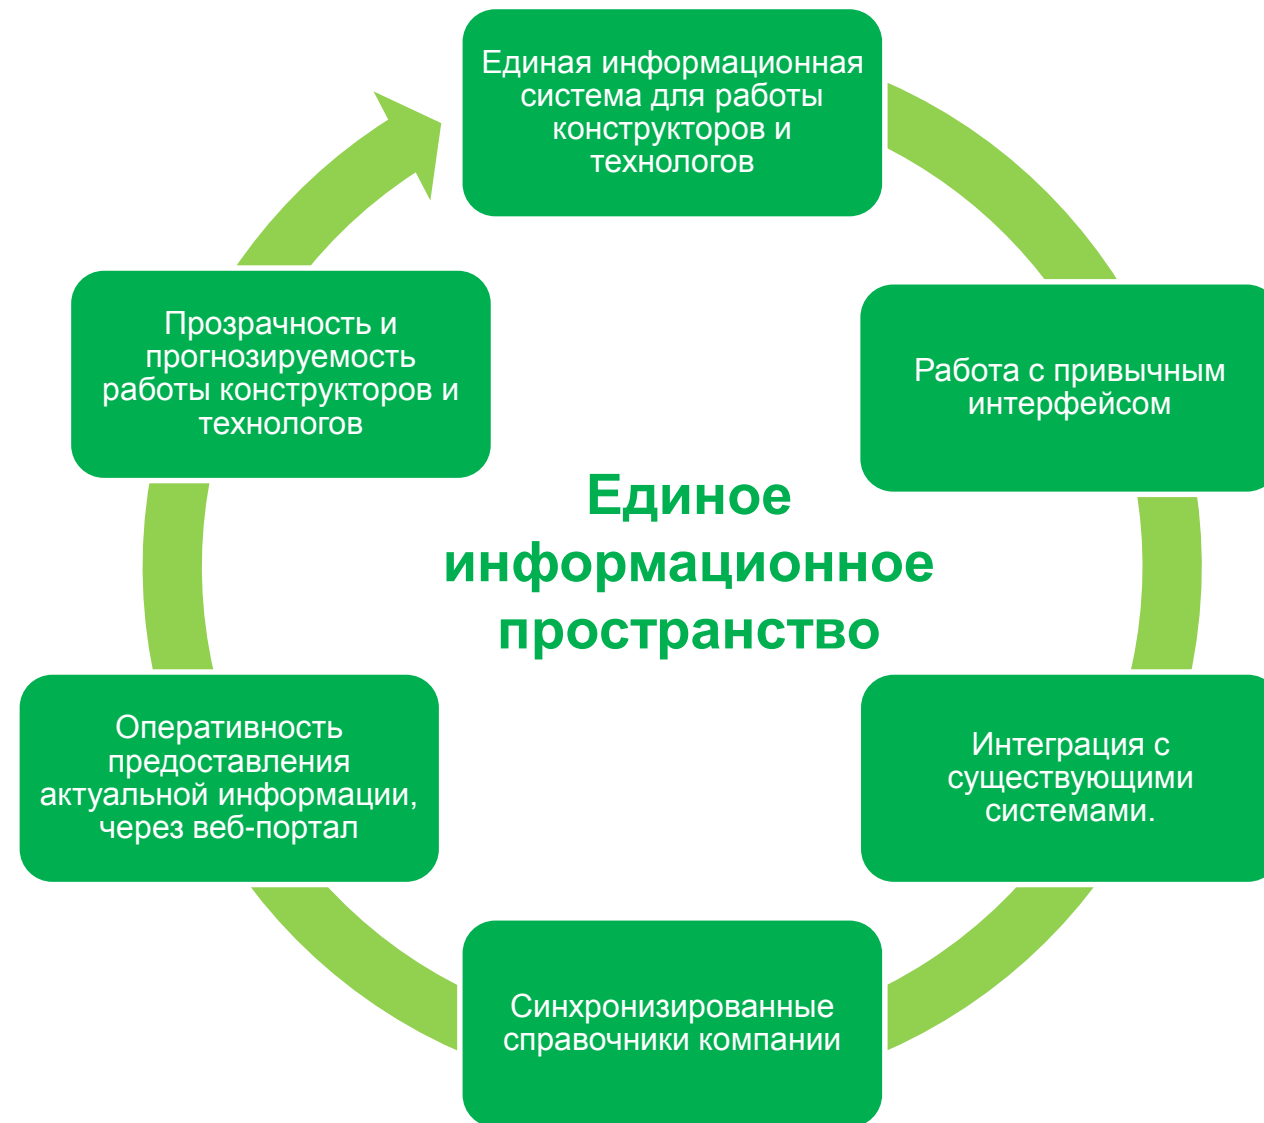 Единая информационная
система для работы
конструкторов и
технологов
Работа с привычным
интерфейсом
Интеграция с
существующими
системами.
Синхронизированные
справочники компании
Оперативность
предоставления
актуальной информации,
через веб-портал
Прозрачность и
прогнозируемость
работы конструкторов и
технологов
Единое
информационное
пространство